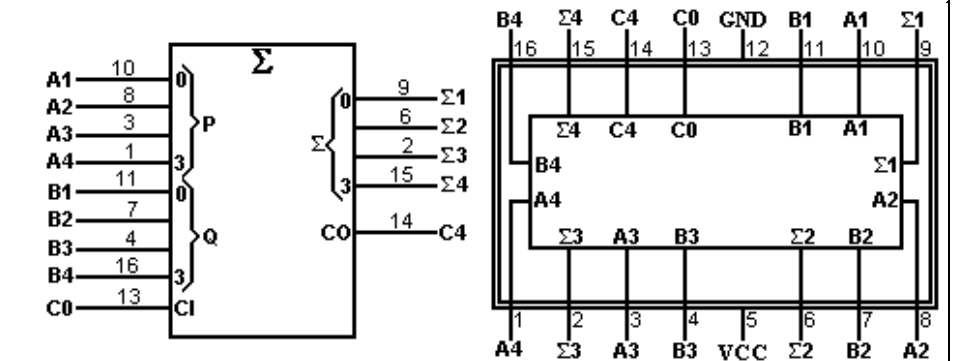 Σ
A1 10 0
A2 8
A3 3 P
A4 1 3
B1 11 0
B2 7
B3 4 Q
B4 16 3
C0 13 CI
0 9 Σ1
6 Σ2
Σ 2 Σ3
3 15 Σ4
CO 14 C4
B4 Σ4 C4 C0 GND B1 A1 Σ1
16 15 14 13 12 11 10 9
Σ4 C4 C0 B1 A1
B4 Σ1
A4 A2
Σ3 A3 B3 Σ2 B2
1 2 3 4 5 6 7 8
A4 Σ3 A3 B3 VCC Σ2 B2 A2